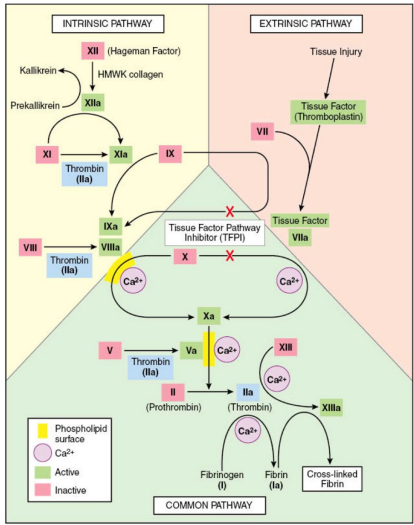 INTRINSIC PATHWAY
EXTRINSIC PATHWAY
XII
(Hageman Factor)
Kallikrein
HMWK collagen
Prekallikrein
XIIa
XI
XIa
IX
Thrombin
(IIa)
Tissue Injury
Tissue Factor
(Thromboplastin)
VII
Tissue Factor
VIIa
IXa
VIII
VIIIa
Thrombin
(IIa)
Tissue Factor Pathway
Inhibitor (TFPI)
X
X
X
Ca2+
Ca2+
Xa
V
Va
Ca2+
Thrombin
(IIa)
XIII
Ca2+
II
IIa
(Prothrombin)
(Thrombin)
XIIIa
Ca2+
Fibrinogen
(I)
Fibrin
(Ia)
Cross-linked
Fibrin
Phospholipid
surface
Ca2+
Active
Inactive
COMMON PATHWAY